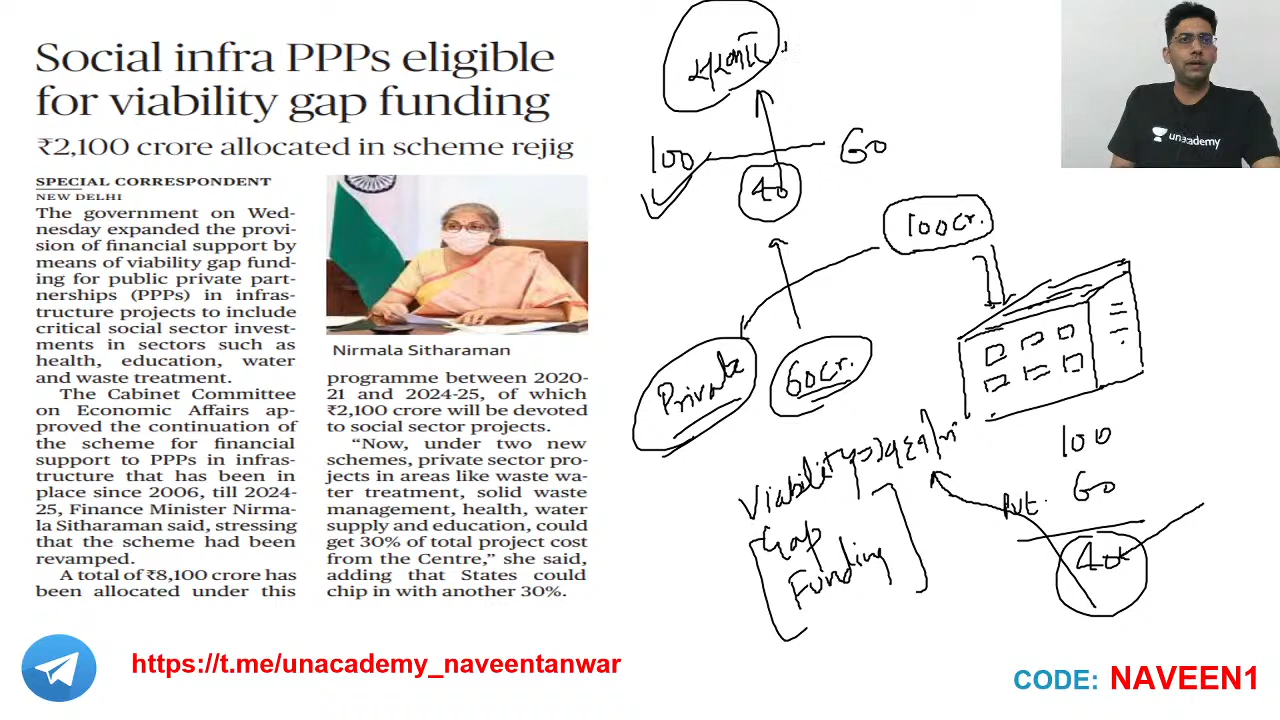 Social infra PPPs eligible
for viability gap funding
₹2,100 crore allocated in scheme rejig
SPECIAL CORRESPONDENT
NEW DELHI
The government on Wed-
nesday expanded the provi-
sion of financial support by
means of viability gap fund-
ing for public private part-
nerships (PPPs) in infras-
tructure projects to include
critical social sector invest-
ments in sectors such as
health, education, water
and waste treatment.
The Cabinet Committee
on Economic Affairs ap-
proved the continuation of
the scheme for financial
support to PPPs in infras-
tructure that has been in
place since 2006, till 2024-
25, Finance Minister Nirma-
la Sitharaman said, stressing
that the scheme had been
revamped.
A total of ₹8,100 crore has
been allocated under this
Nirmala Sitharaman
programme between 2020-
21 and 2024-25, of which
₹2,100 crore will be devoted
to social sector projects.
“Now, under two new
schemes, private sector pro-
jects in areas like waste wa-
ter treatment, solid waste
management, health, water
supply and education, could
get 30% of total project cost
from the Centre,” she said,
adding that States could
chip in with another 30%.
100
60
40
100 Cr.
Private
60 Cr.
Viability
Gap
Funding
100
Pvt. 60
40
unacademy
https://t.me/unacademy_naveentanwar
CODE: NAVEEN1